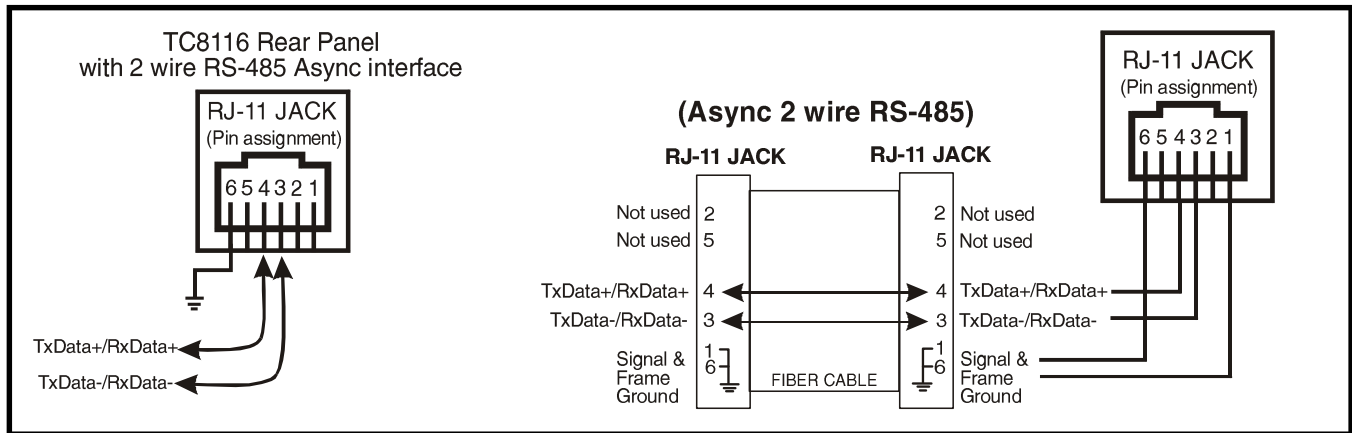 TC8116 Rear Panel
with 2 wire RS-485 Async interface
RJ-11 JACK
(Pin assignment)
6 5 4 3 2 1
TxData+/RxData+
TxData-/RxData-
(Async 2 wire RS-485)
RJ-11 JACK
RJ-11 JACK
Not used 2
Not used 5
TxData+/RxData+ 4
TxData-/RxData- 3
Signal & 1
Frame 6
Ground
FIBER CABLE
2 Not used
5 Not used
4 TxData+/RxData+
3 TxData-/RxData-
1 Signal &
6 Frame
Ground
RJ-11 JACK
(Pin assignment)
6 5 4 3 2 1